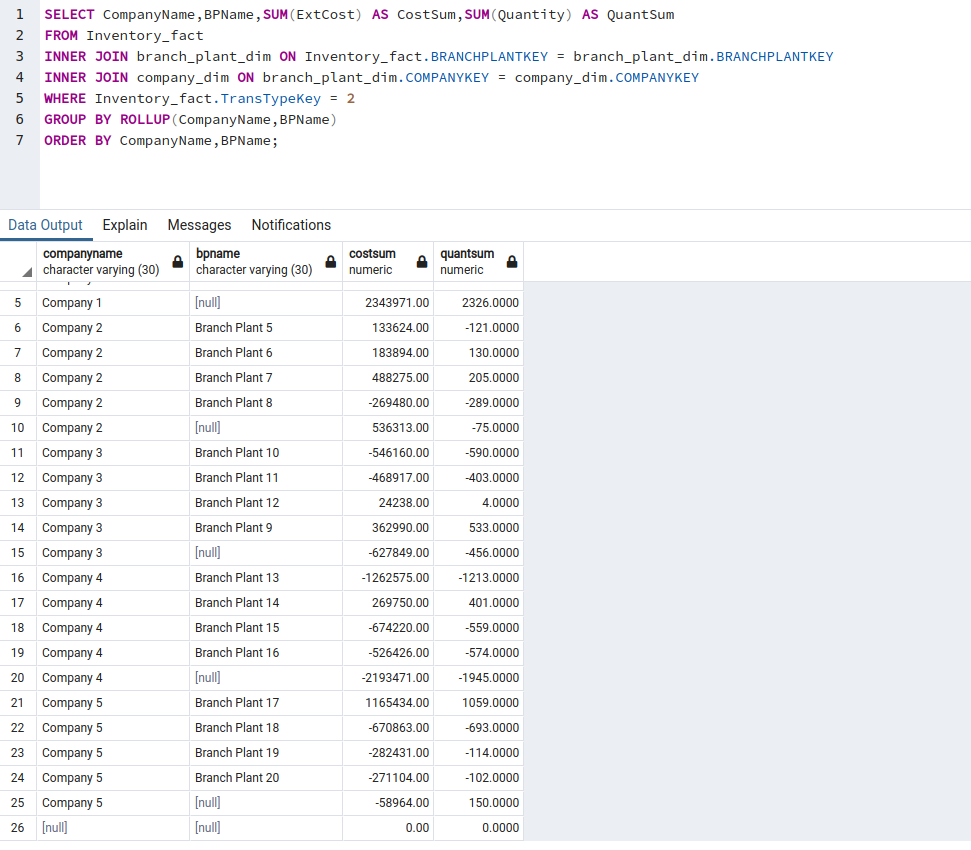 1 SELECT CompanyName,BPName,SUM(ExtCost) AS CostSum,SUM(Quantity) AS QuantSum
2 FROM Inventory_fact
3 INNER JOIN branch_plant_dim ON Inventory_fact.BRANCHPLANTKEY = branch_plant_dim.BRANCHPLANTKEY
4 INNER JOIN company_dim ON branch_plant_dim.COMPANYKEY = company_dim.COMPANYKEY
5 WHERE Inventory_fact.TransTypeKey = 2
6 GROUP BY ROLLUP(CompanyName,BPName)
7 ORDER BY CompanyName,BPName;
Data Output Explain Messages Notifications
companyname bpname costsum quantsum
character varying (30) character varying (30) numeric numeric
5 Company 1 [null] 2343971.00 2326.0000
6 Company 2 Branch Plant 5 133624.00 -121.0000
7 Company 2 Branch Plant 6 183894.00 130.0000
8 Company 2 Branch Plant 7 488275.00 205.0000
9 Company 2 Branch Plant 8 -269480.00 -289.0000
10 Company 2 [null] 536313.00 -75.0000
11 Company 3 Branch Plant 10 -546160.00 -590.0000
12 Company 3 Branch Plant 11 -468917.00 -403.0000
13 Company 3 Branch Plant 12 24238.00 4.0000
14 Company 3 Branch Plant 9 362990.00 533.0000
15 Company 3 [null] -627849.00 -456.0000
16 Company 4 Branch Plant 13 -1262575.00 -1213.0000
17 Company 4 Branch Plant 14 269750.00 401.0000
18 Company 4 Branch Plant 15 -674220.00 -559.0000
19 Company 4 Branch Plant 16 -526426.00 -574.0000
20 Company 4 [null] -2193471.00 -1945.0000
21 Company 5 Branch Plant 17 1165434.00 1059.0000
22 Company 5 Branch Plant 18 -670863.00 -693.0000
23 Company 5 Branch Plant 19 -282431.00 -114.0000
24 Company 5 Branch Plant 20 -271104.00 -102.0000
25 Company 5 [null] -58964.00 150.0000
26 [null] [null] 0.00 0.0000